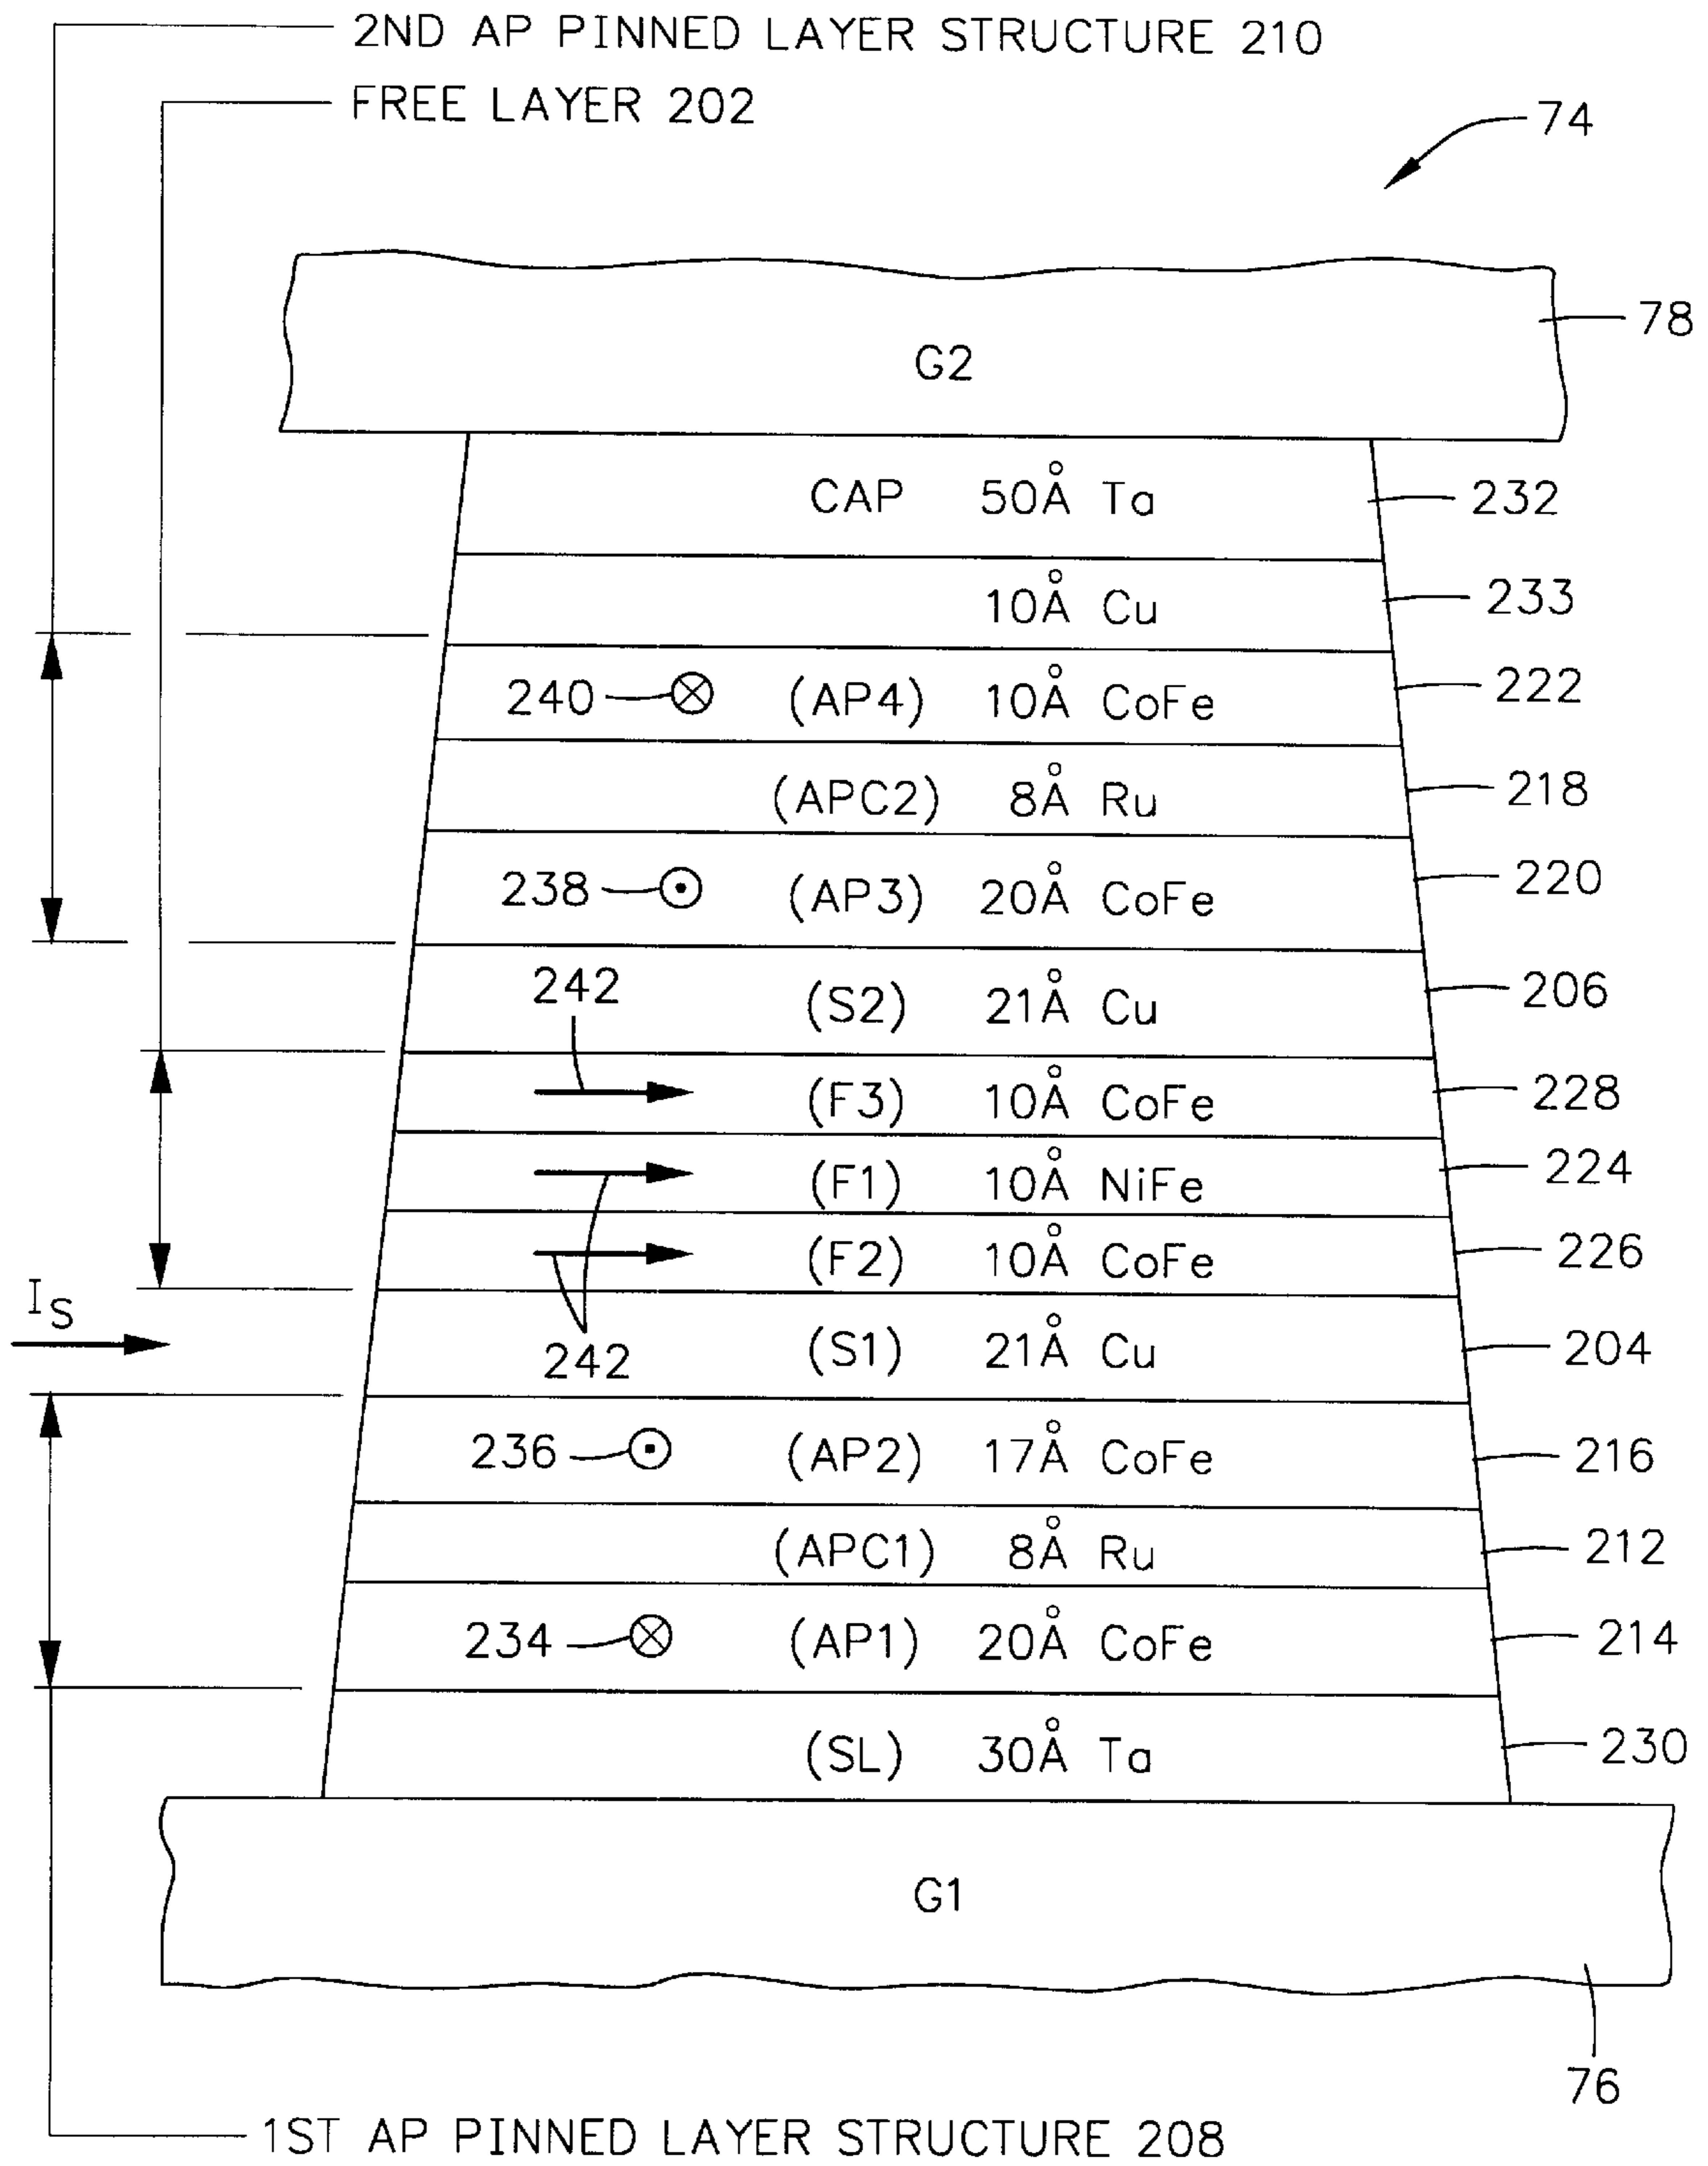 2ND AP PINNED LAYER STRUCTURE 210
FREE LAYER 202
74
78
G2
CAP 50Å Ta 232
10Å Cu 233
240 (AP4) 10Å CoFe 222
(APC2) 8Å Ru 218
238 (AP3) 20Å CoFe 220
242 (S2) 21Å Cu 206
(F3) 10Å CoFe 228
(F1) 10Å NiFe 224
(F2) 10Å CoFe 226
IS
242 (S1) 21Å Cu 204
236 (AP2) 17Å CoFe 216
(APC1) 8Å Ru 212
234 (AP1) 20Å CoFe 214
(SL) 30Å Ta 230
G1
76
1ST AP PINNED LAYER STRUCTURE 208